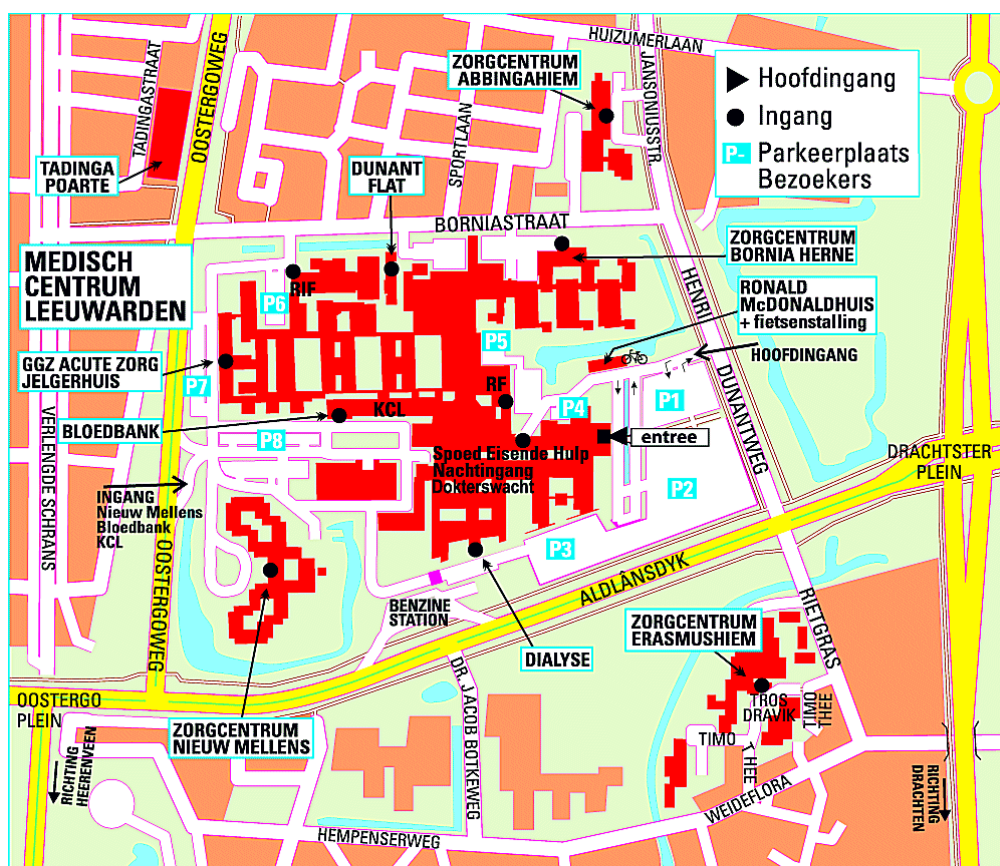 HUIZUMERLAAN
TADINGASTRAAT
OOSTERGOWEG
ZORGCENTRUM
ABBINGAHIEM
JANSONIUSSTR.
Hoofdingang
Ingang
P- Parkeerplaats
Bezoekers
TADINGA
POARTE
DUNANT
FLAT
SPORTLAAN
BORNIASTRAAT
MEDISCH
CENTRUM
LEEUWARDEN
ZORGCENTRUM
BORNIA HERNE
HENRI DUNANTWEG
RONALD
McDONALDHUIS
+ fietsenstalling
RIF
P6
P5
HOOFDINGANG
GGZ ACUTE ZORG
JELGERHUIS
P7
RF
P4
P1
KCL
BLOEDBANK
P8
entree
Spoed Eisende Hulp
Nachtingang
Dokterswacht
DRACHTSTER
PLEIN
VERLENGDE SCHRANS
INGANG
Nieuw Mellens
Bloedbank
KCL
P2
P3
OOSTERGOWEG
ALDLÂNSDYK
BENZINE
STATION
DIALYSE
ZORGCENTRUM
ERASMUSHIEM
RIETGRAS
OOSTERGO
PLEIN
ZORGCENTRUM
NIEUW MELLENS
DR. JACOB BOTKEWEG
TROS
DRAVIK
TIMO
THEE
TIMO
THEE
RICHTING
HEERENVEEN
WEIDEFLORA
RICHTING
DRACHTEN
HEMPENSERWEG